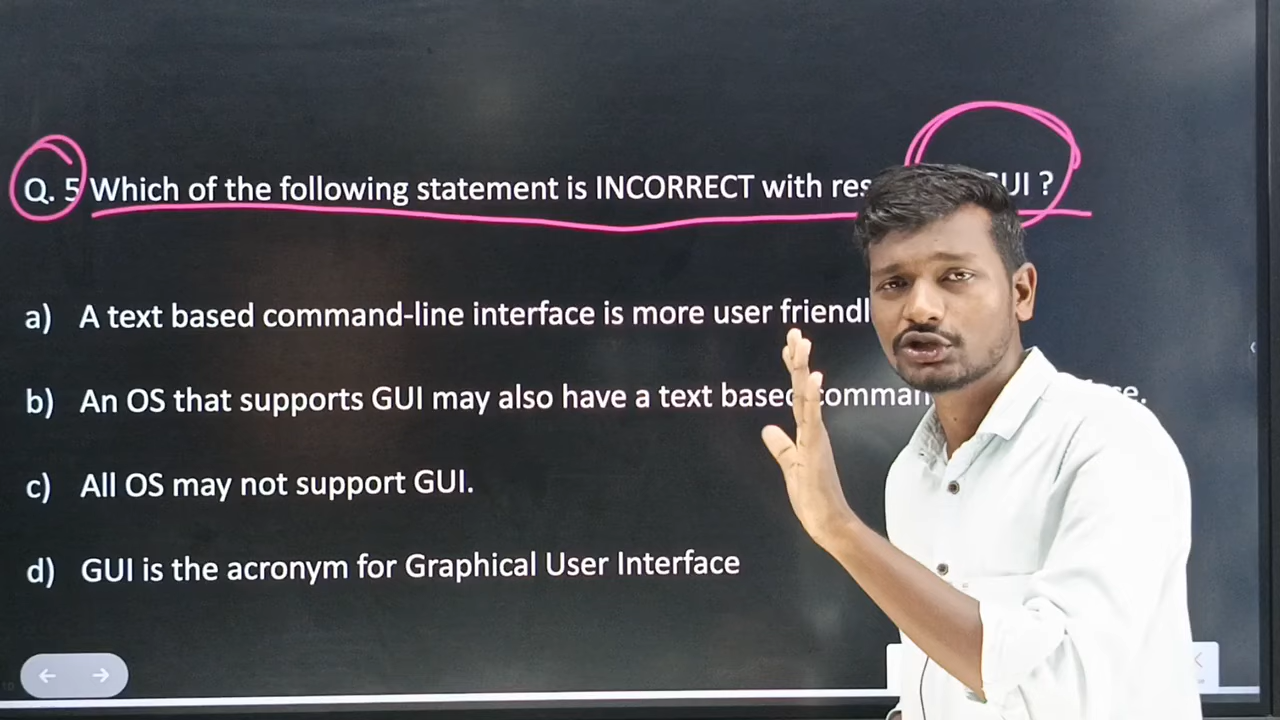 Q. 5 Which of the following statement is INCORRECT with res GUI ?
a) A text based command-line interface is more user friendl
b) An OS that supports GUI may also have a text based comman e.
c) All OS may not support GUI.
d) GUI is the acronym for Graphical User Interface